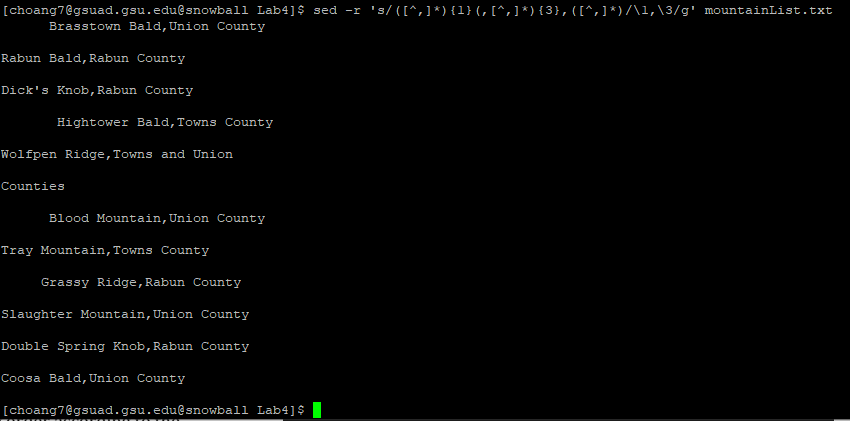 [choang7@gsuad.gsu.edu@snowball Lab4]$ sed -r 's/([^,]*){1}(,[^,]*){3},([^,]*)/\1,\3/g' mountainList.txt
Brasstown Bald,Union County
Rabun Bald,Rabun County
Dick's Knob,Rabun County
Hightower Bald,Towns County
Wolfpen Ridge,Towns and Union
Counties
Blood Mountain,Union County
Tray Mountain,Towns County
Grassy Ridge,Rabun County
Slaughter Mountain,Union County
Double Spring Knob,Rabun County
Coosa Bald,Union County
[choang7@gsuad.gsu.edu@snowball Lab4]$